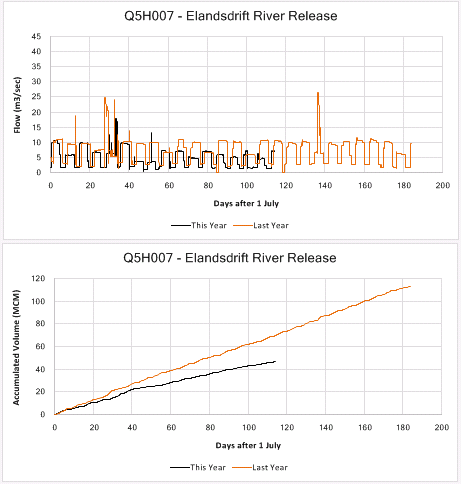 Q5H007 - Elandsdrift River Release
45
40
35
30
25
20
15
10
5
0
Flow (m3/sec)
0 20 40 60 80 100 120 140 160 180 200
Days after 1 July
This Year Last Year
Q5H007 - Elandsdrift River Release
120
100
80
60
40
20
0
Accumulated Volume (MCM)
0 20 40 60 80 100 120 140 160 180 200
Days after 1 July
This Year Last Year